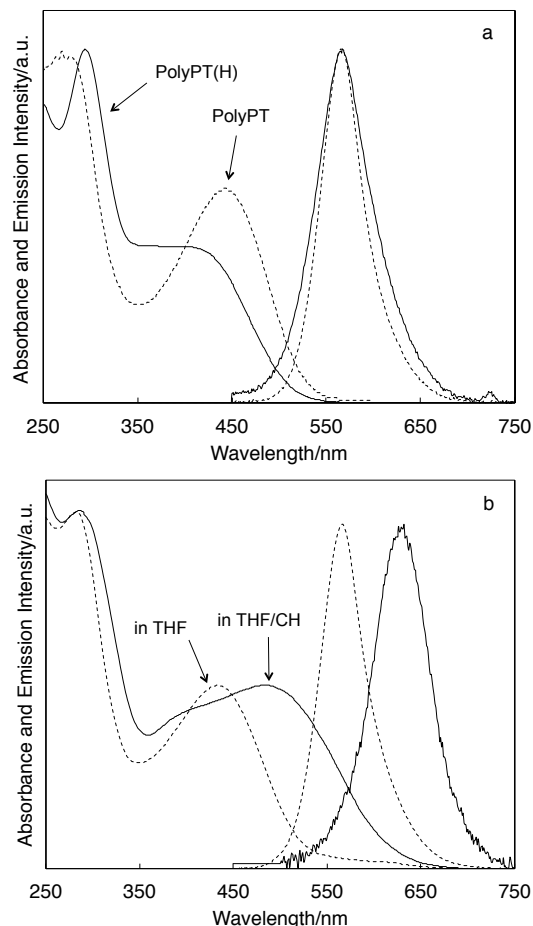 a
PolyPT(H)
PolyPT
Absorbance and Emission Intensity/a.u.
250 350 450 550 650 750
Wavelength/nm
b
in THF
in THF/CH
Absorbance and Emission Intensity/a.u.
250 350 450 550 650 750
Wavelength/nm